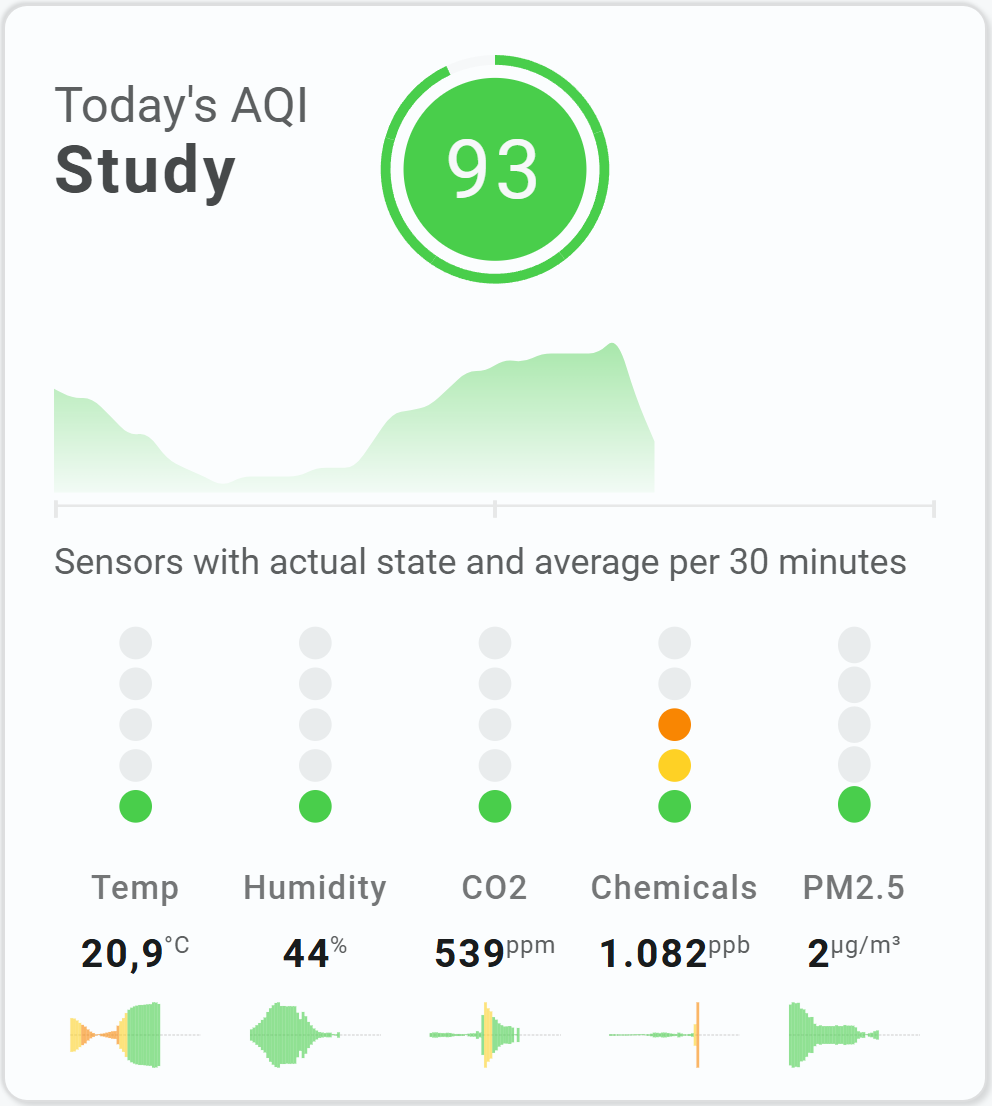 Today's AQI
Study
93
Sensors with actual state and average per 30 minutes
Temp Humidity CO2 Chemicals PM2.5
20,9°C 44% 539ppm 1.082ppb 2µg/m³